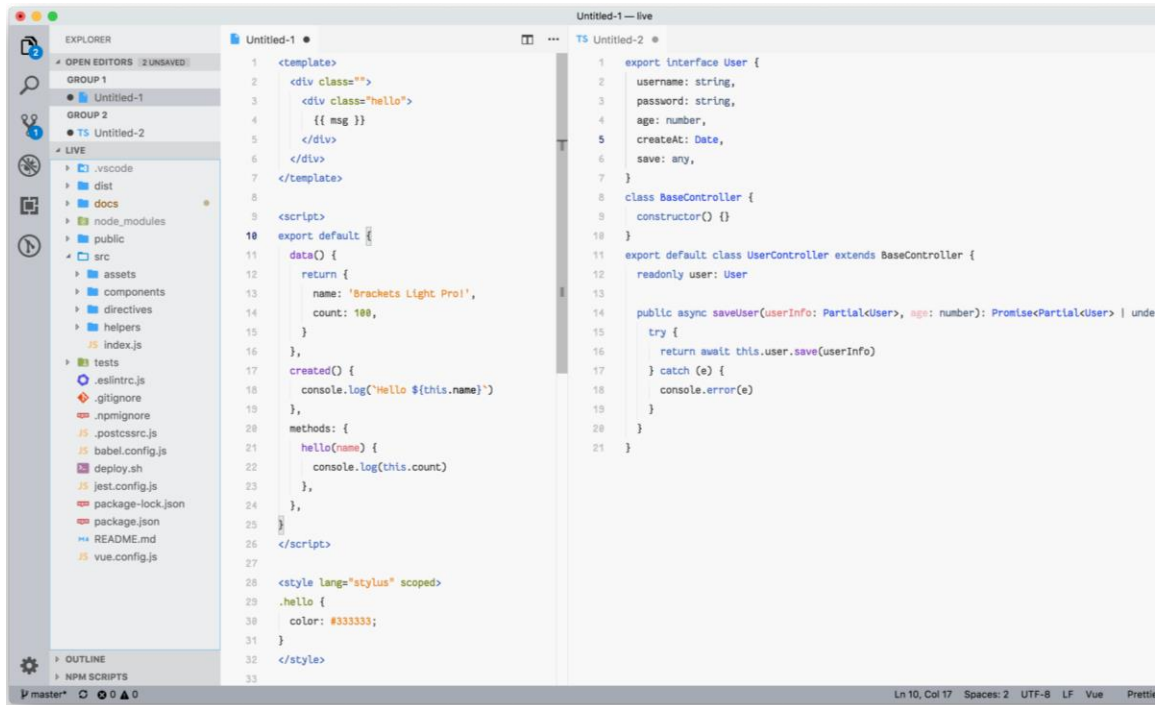 Untitled-1 — live
EXPLORER
OPEN EDITORS 2 UNSAVED
GROUP 1
Untitled-1
GROUP 2
TS Untitled-2
LIVE
.vscode
dist
docs
node_modules
public
src
assets
components
directives
helpers
JS index.js
tests
.eslintrc.js
.gitignore
.npmignore
JS .postcssrc.js
JS babel.config.js
deploy.sh
JS jest.config.js
package-lock.json
package.json
README.md
JS vue.config.js
OUTLINE
NPM SCRIPTS
2
1
Untitled-1
1 <template>
2 <div class="">
3 <div class="hello">
4 {{ msg }}
5 </div>
6 </div>
7 </template>
8
9 <script>
10 export default {
11 data() {
12 return {
13 name: 'Brackets Light Pro!',
14 count: 100,
15 }
16 },
17 created() {
18 console.log(`Hello ${this.name}`)
19 },
20 methods: {
21 hello(name) {
22 console.log(this.count)
23 },
24 },
25 }
26 </script>
27
28 <style lang="stylus" scoped>
29 .hello {
30 color: #333333;
31 }
32 </style>
33
TS Untitled-2
1 export interface User {
2 username: string,
3 password: string,
4 age: number,
5 createAt: Date,
6 save: any,
7 }
8 class BaseController {
9 constructor() {}
10 }
11 export default class UserController extends BaseController {
12 readonly user: User
13
14 public async saveUser(userInfo: Partial<User>, age: number): Promise<Partial<User> | unde
15 try {
16 return await this.user.save(userInfo)
17 } catch (e) {
18 console.error(e)
19 }
20 }
21 }
master* 0 0 Ln 10, Col 17 Spaces: 2 UTF-8 LF Vue Prettie